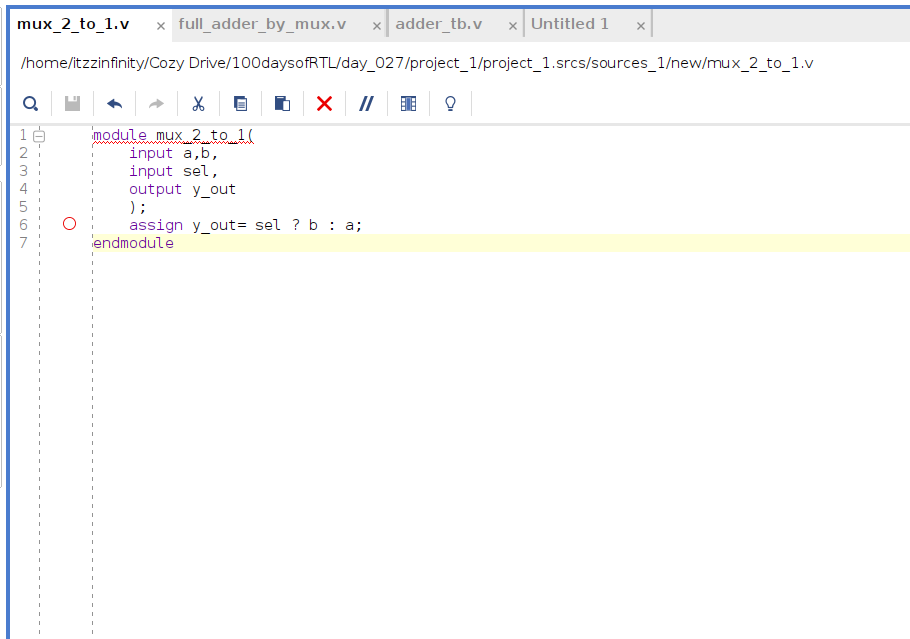 mux_2_to_1.v × full_adder_by_mux.v × adder_tb.v × Untitled 1 ×
/home/itzzinfinity/Cozy Drive/100daysofRTL/day_027/project_1/project_1.srcs/sources_1/new/mux_2_to_1.v
1 module mux_2_to_1(
2 input a,b,
3 input sel,
4 output y_out
5 );
6 assign y_out= sel ? b : a;
7 endmodule